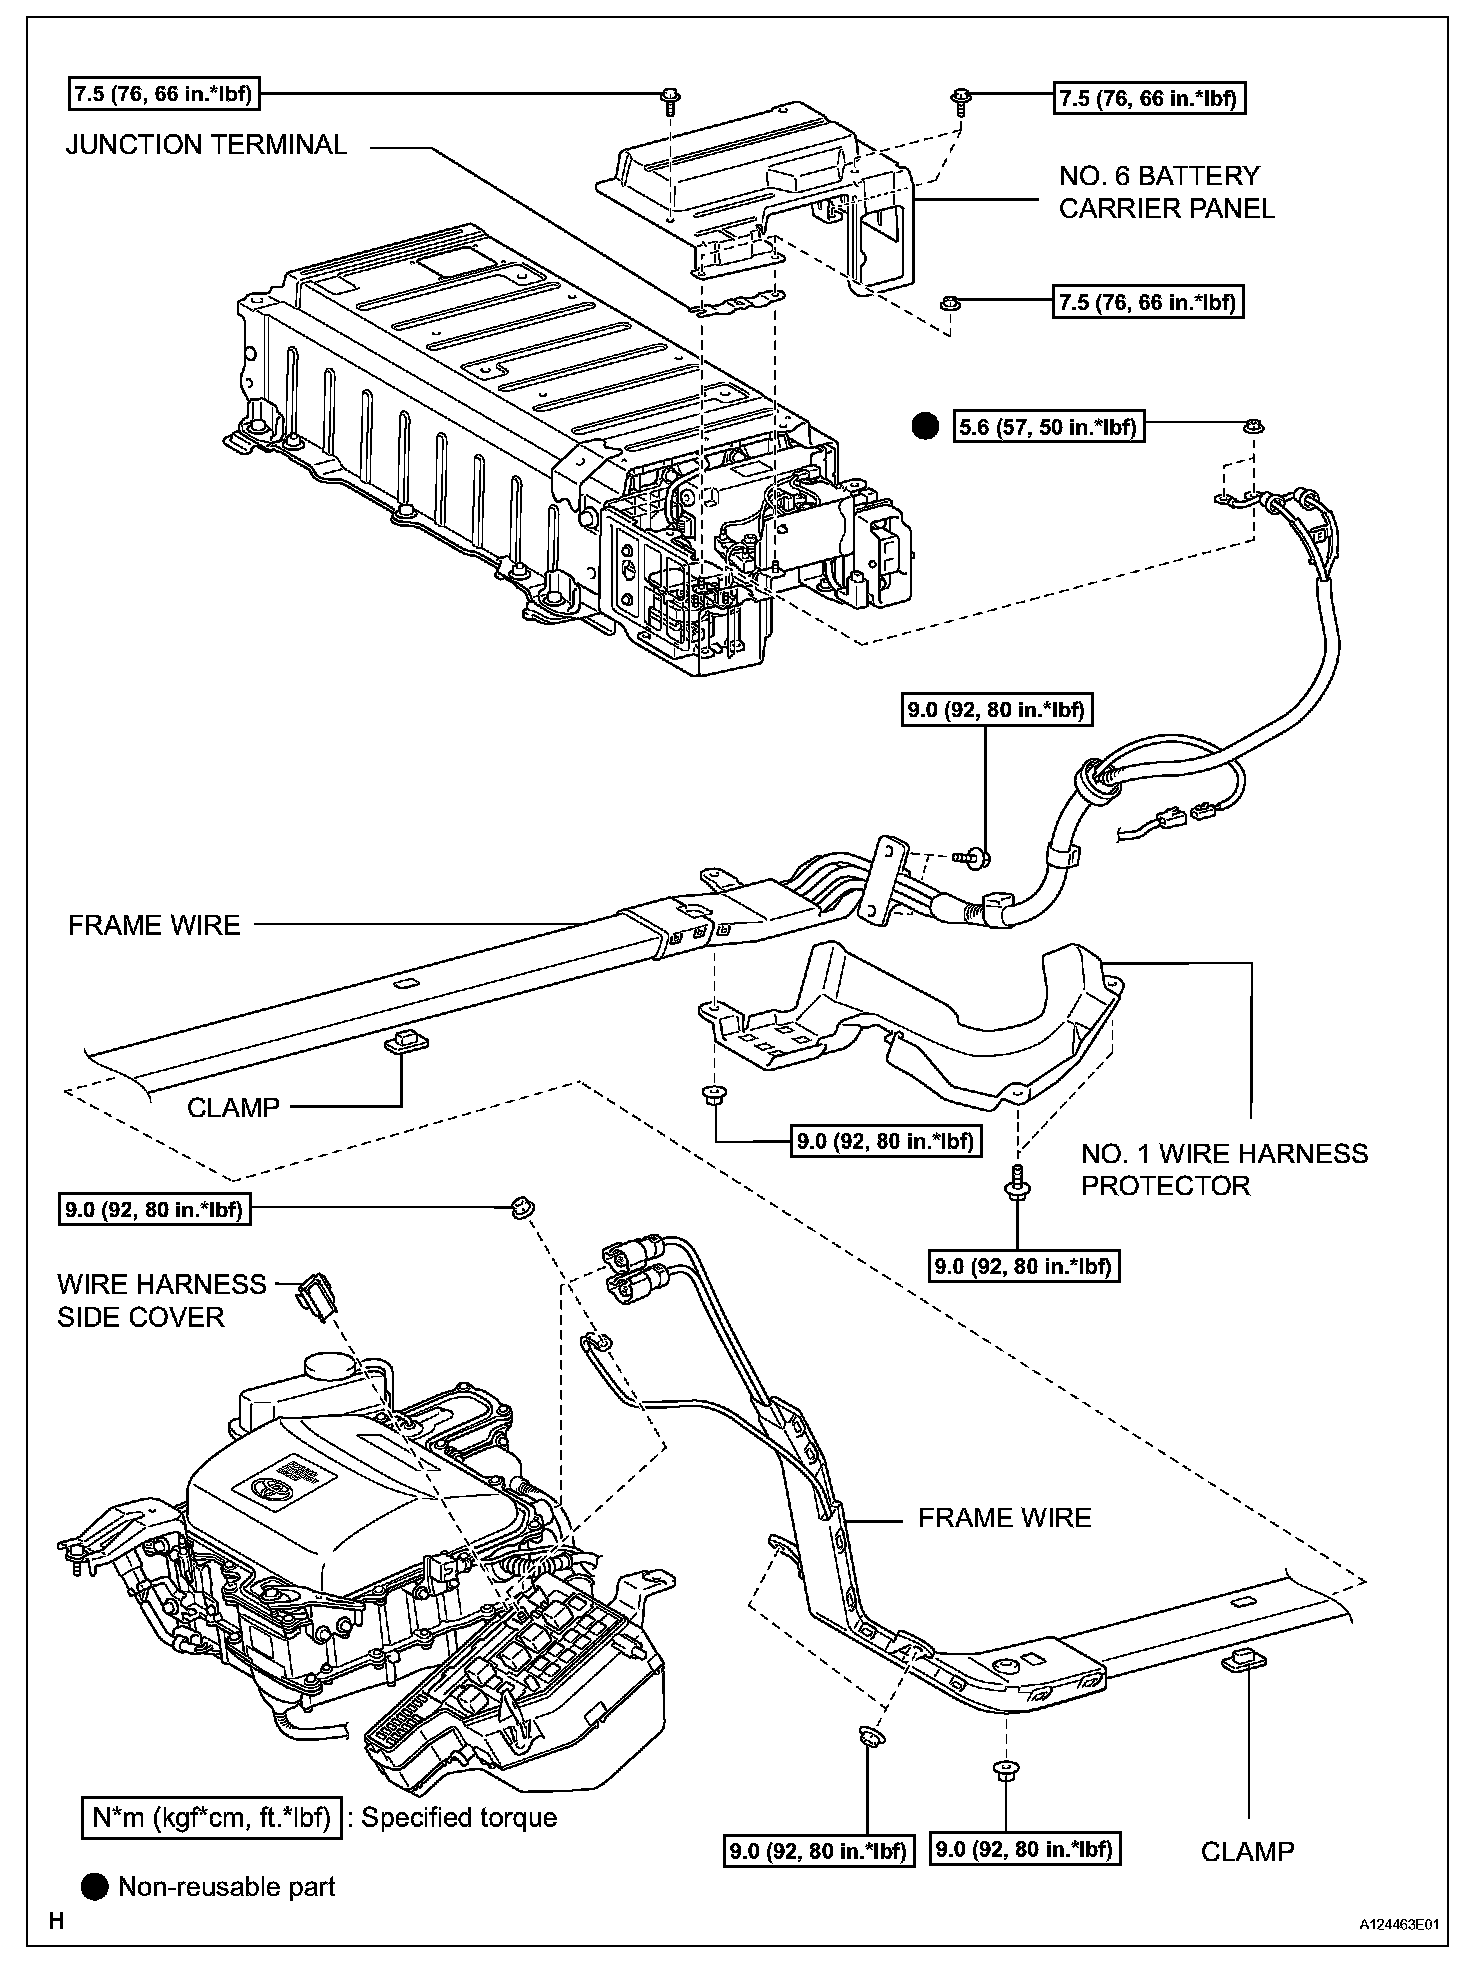 7.5 (76, 66 in.*lbf)
7.5 (76, 66 in.*lbf)
JUNCTION TERMINAL
NO. 6 BATTERY
CARRIER PANEL
7.5 (76, 66 in.*lbf)
5.6 (57, 50 in.*lbf)
9.0 (92, 80 in.*lbf)
FRAME WIRE
CLAMP
9.0 (92, 80 in.*lbf)
NO. 1 WIRE HARNESS
PROTECTOR
9.0 (92, 80 in.*lbf)
9.0 (92, 80 in.*lbf)
WIRE HARNESS
SIDE COVER
FRAME WIRE
N*m (kgf*cm, ft.*lbf) : Specified torque
9.0 (92, 80 in.*lbf)
9.0 (92, 80 in.*lbf)
CLAMP
Non-reusable part
H
A124463E01